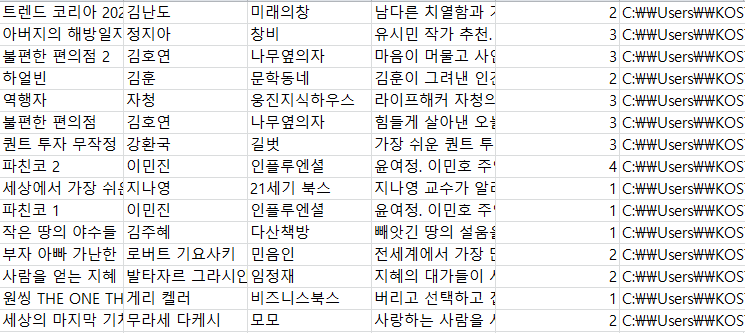 트렌드 코리아 202 김난도 미래의창 남다른 치열함과 2 C:₩₩Users₩₩KOS
아버지의 해방일지 정지아 창비 유시민 작가 추천. 3 C:₩₩Users₩₩KOS
불편한 편의점 2 김호연 나무옆의자 마음이 머물고 3 C:₩₩Users₩₩KOS
하얼빈 김훈 문학동네 김훈이 그려낸 2 C:₩₩Users₩₩KOS
역행자 자청 웅진지식하우스 라이프해커 자청의 3 C:₩₩Users₩₩KOS
불편한 편의점 김호연 나무옆의자 힘들게 살아낸 3 C:₩₩Users₩₩KOS
퀀트 투자 무작정 강환국 길벗 가장 쉬운 퀀트 3 C:₩₩Users₩₩KOS
파친코 2 이민진 인플루엔셜 윤여정. 이민호 4 C:₩₩Users₩₩KOS
세상에서 가장 지나영 21세기 북스 지나영 교수가 1 C:₩₩Users₩₩KOS
파친코 1 이민진 인플루엔셜 윤여정. 이민호 1 C:₩₩Users₩₩KOS
작은 땅의 야수들 김주혜 다산책방 빼앗긴 땅의 설움을 1 C:₩₩Users₩₩KOS
부자 아빠 가난한 로버트 기요사키 민음인 전세계에서 가장 2 C:₩₩Users₩₩KOS
사람을 얻는 지혜 발타자르 그라시안 임정재 지혜의 대가들이 2 C:₩₩Users₩₩KOS
원씽 THE ONE TH 게리 켈러 비즈니스북스 버리고 선택하고 1 C:₩₩Users₩₩KOS
세상의 마지막 무라세 다케시 모모 사랑하는 사람을 2 C:₩₩Users₩₩KOS